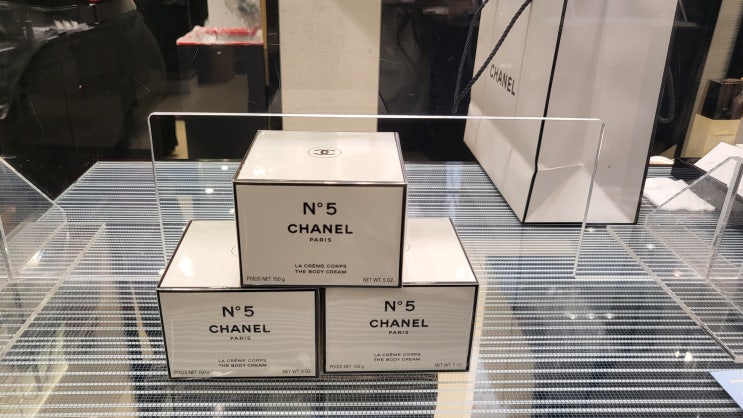 CHANEL
N°5
CHANEL
PARIS
LA CRÈME CORPS
THE BODY CREAM
POIDS NET 150 g NET WT. 5 OZ.
N°5
CHANEL
PARIS
LA CRÈME CORPS
THE BODY CREAM
POIDS NET 150 g NET WT. 5 OZ.
N°5
CHANEL
PARIS
LA CRÈME CORPS
THE BODY CREAM
POIDS NET 150 g NET WT. 5 OZ.